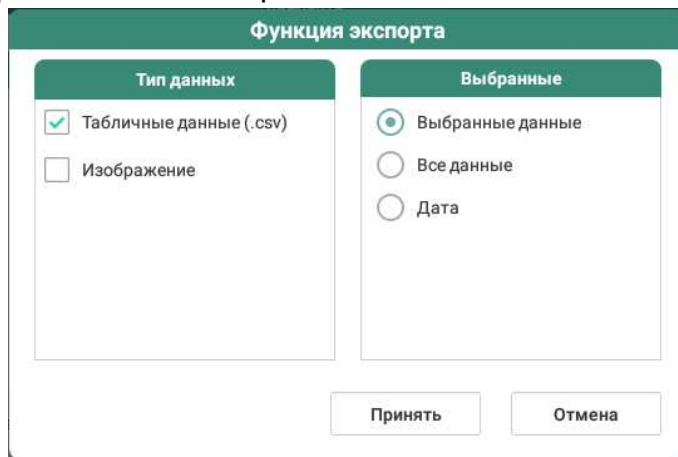 Функция экспорта
Тип данных
Табличные данные (.csv)
Изображение
Выбранные
Выбранные данные
Все данные
Дата
Принять
Отмена